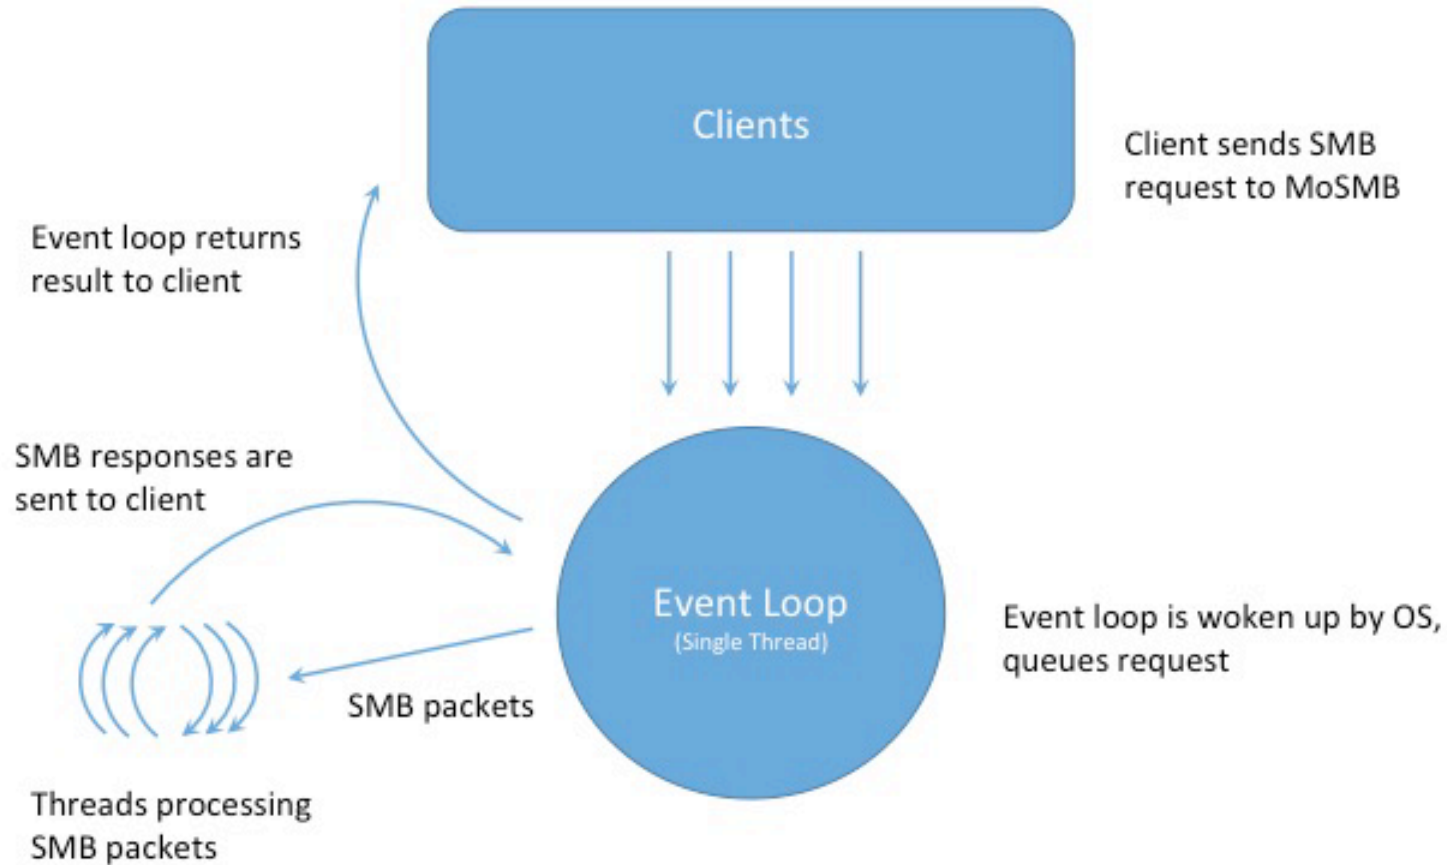 Clients
Client sends SMB
request to MoSMB
Event loop returns
result to client
SMB responses are
sent to client
Event Loop
(Single Thread)
Event loop is woken up by OS,
queues request
SMB packets
Threads processing
SMB packets